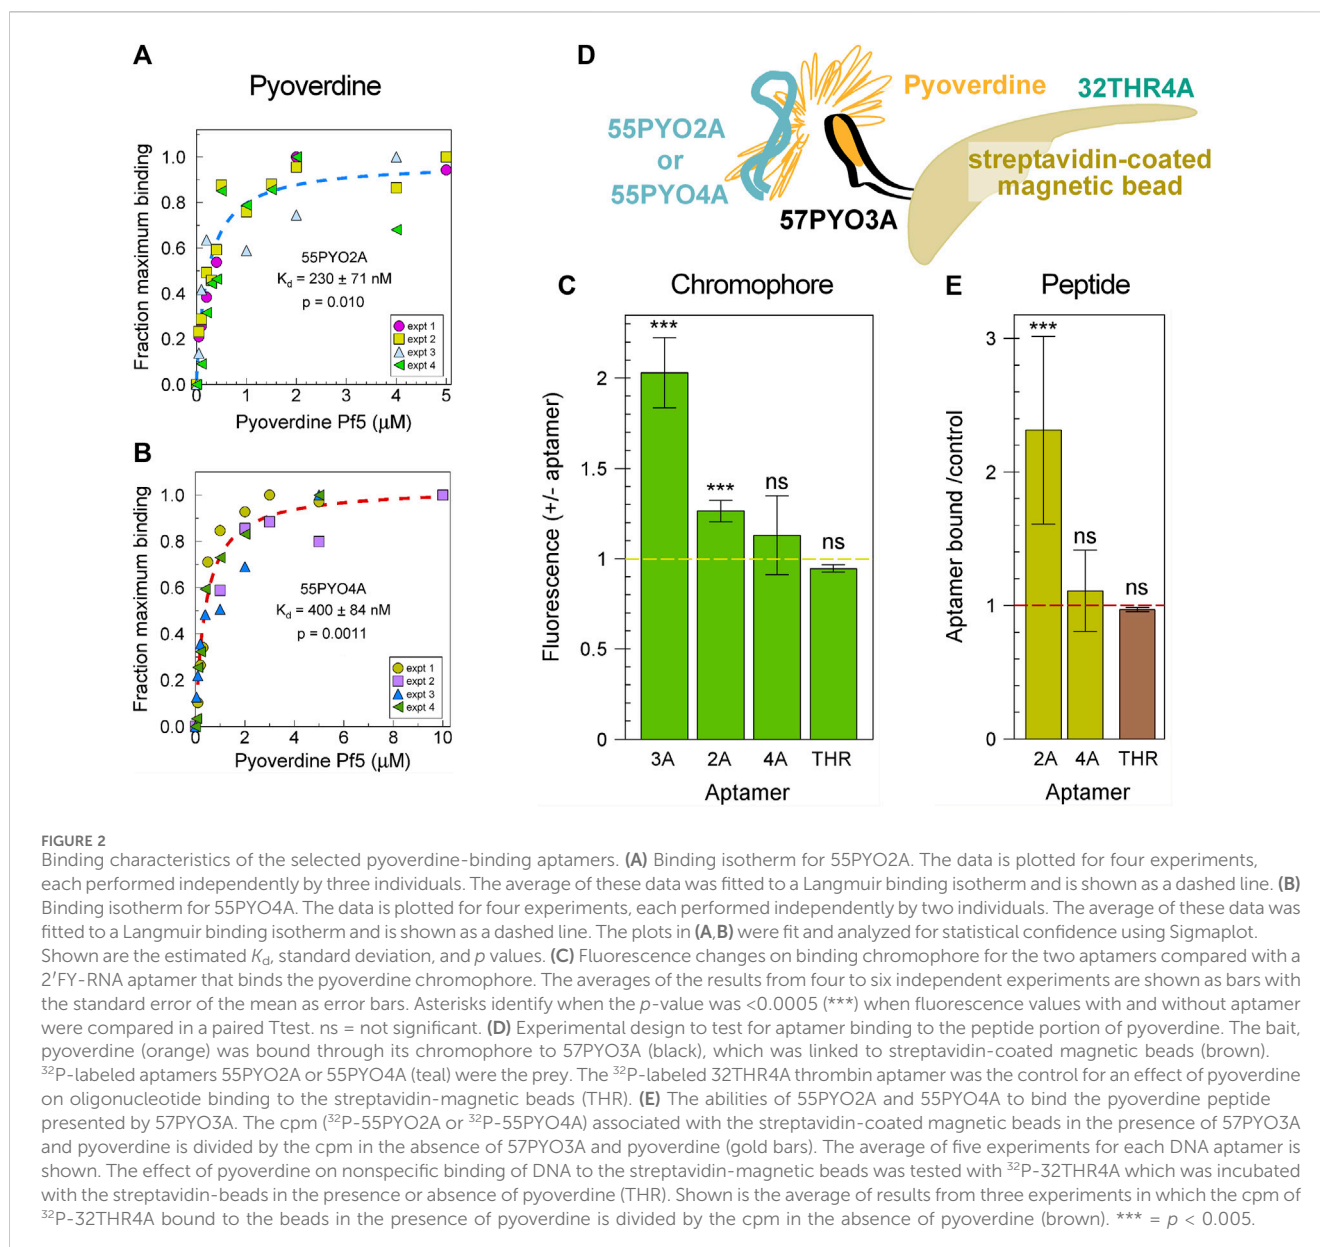 A
Pyoverdine
Fraction maximum binding
1.0
0.8
0.6
0.4
0.2
0.0
55PYO2A
Kd = 230 ± 71 nM
p = 0.010
expt 1
expt 2
expt 3
expt 4
0 1 2 3 4 5
Pyoverdine Pf5 (μM)
B
Fraction maximum binding
1.0
0.8
0.6
0.4
0.2
0.0
55PYO4A
Kd = 400 ± 84 nM
p = 0.0011
expt 1
expt 2
expt 3
expt 4
0 2 4 6 8 10
Pyoverdine Pf5 (μM)
D
Pyoverdine
32THR4A
55PYO2A
or
55PYO4A
streptavidin-coated
magnetic bead
57PYO3A
C
Chromophore
Fluorescence (+/- aptamer)
2
1.5
1
0.5
0
***
***
ns
ns
3A 2A 4A THR
Aptamer
E
Peptide
Aptamer bound /control
3
2
1
0
***
ns
ns
2A 4A THR
Aptamer
FIGURE 2
Binding characteristics of the selected pyoverdine-binding aptamers. (A) Binding isotherm for 55PYO2A. The data is plotted for four experiments,
each performed independently by three individuals. The average of these data was fitted to a Langmuir binding isotherm and is shown as a dashed line. (B)
Binding isotherm for 55PYO4A. The data is plotted for four experiments, each performed independently by two individuals. The average of these data was
fitted to a Langmuir binding isotherm and is shown as a dashed line. The plots in (A,B) were fit and analyzed for statistical confidence using Sigmaplot.
Shown are the estimated Kd, standard deviation, and p values. (C) Fluorescence changes on binding chromophore for the two aptamers compared with a
2′FY-RNA aptamer that binds the pyoverdine chromophore. The averages of the results from four to six independent experiments are shown as bars with
the standard error of the mean as error bars. Asterisks identify when the p-value was <0.0005 (***) when fluorescence values with and without aptamer
were compared in a paired Ttest. ns = not significant. (D) Experimental design to test for aptamer binding to the peptide portion of pyoverdine. The bait,
pyoverdine (orange) was bound through its chromophore to 57PYO3A (black), which was linked to streptavidin-coated magnetic beads (brown).
³²P-labeled aptamers 55PYO2A or 55PYO4A (teal) were the prey. The ³²P-labeled 32THR4A thrombin aptamer was the control for an effect of pyoverdine
on oligonucleotide binding to the streptavidin-magnetic beads (THR). (E) The abilities of 55PYO2A and 55PYO4A to bind the pyoverdine peptide
presented by 57PYO3A. The cpm (³²P-55PYO2A or ³²P-55PYO4A) associated with the streptavidin-coated magnetic beads in the presence of 57PYO3A
and pyoverdine is divided by the cpm in the absence of 57PYO3A and pyoverdine (gold bars). The average of five experiments for each DNA aptamer is
shown. The effect of pyoverdine on nonspecific binding of DNA to the streptavidin-magnetic beads was tested with ³²P-32THR4A which was incubated
with the streptavidin-beads in the presence or absence of pyoverdine (THR). Shown is the average of results from three experiments in which the cpm of
³²P-32THR4A bound to the beads in the presence of pyoverdine is divided by the cpm in the absence of pyoverdine (brown). *** = p < 0.005.